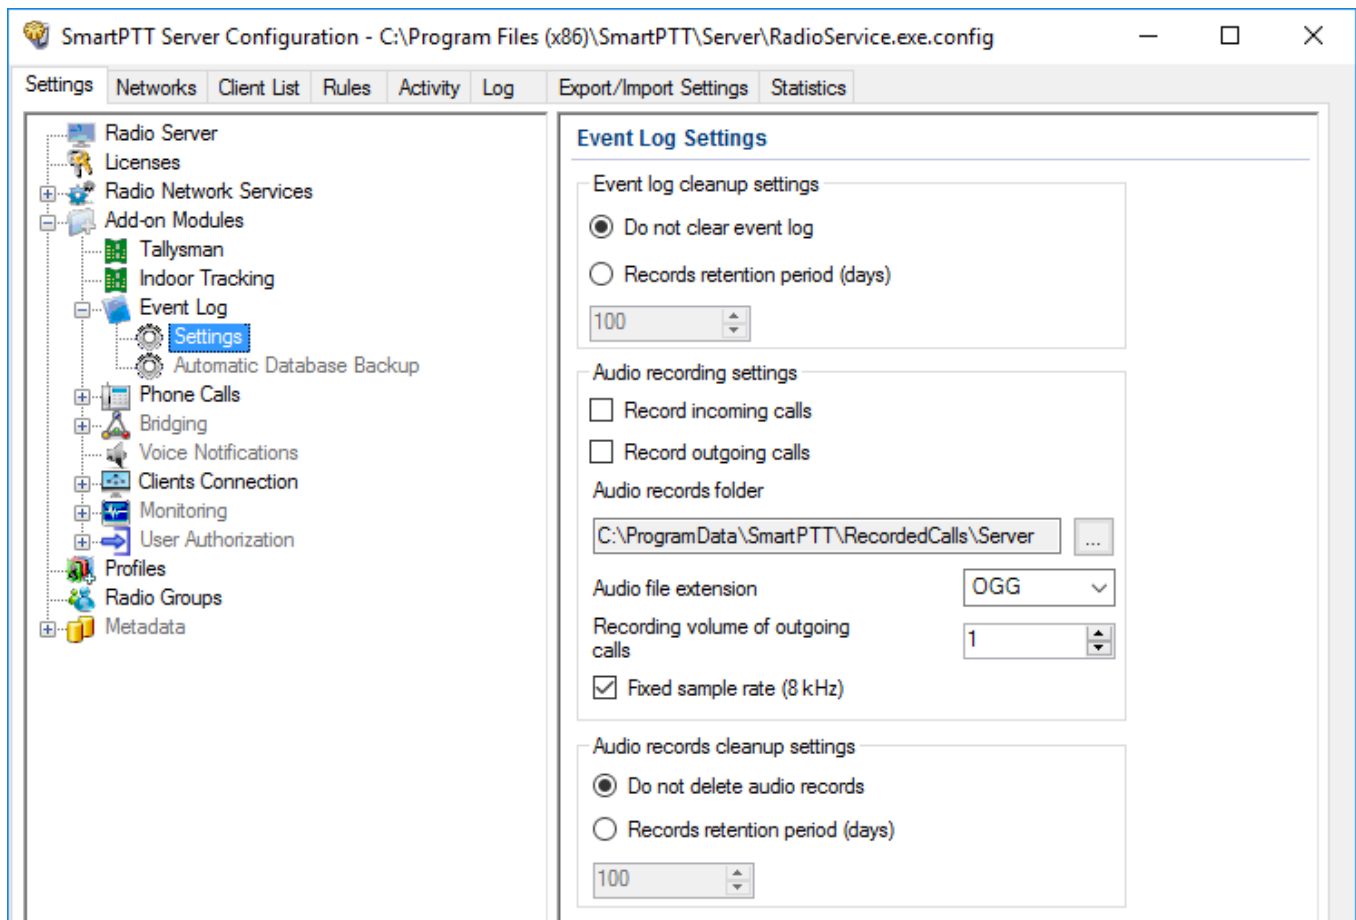 SmartPTT Server Configuration - C:\Program Files (x86)\SmartPTT\Server\RadioService.exe.config
Settings Networks Client List Rules Activity Log Export/Import Settings Statistics
Radio Server
Licenses
Radio Network Services
Add-on Modules
Tallysman
Indoor Tracking
Event Log
Settings
Automatic Database Backup
Phone Calls
Bridging
Voice Notifications
Clients Connection
Monitoring
User Authorization
Profiles
Radio Groups
Metadata
Event Log Settings
Event log cleanup settings
Do not clear event log
Records retention period (days)
100
Audio recording settings
Record incoming calls
Record outgoing calls
Audio records folder
C:\ProgramData\SmartPTT\RecordedCalls\Server ...
Audio file extension OGG
Recording volume of outgoing
calls 1
Fixed sample rate (8 kHz)
Audio records cleanup settings
Do not delete audio records
Records retention period (days)
100